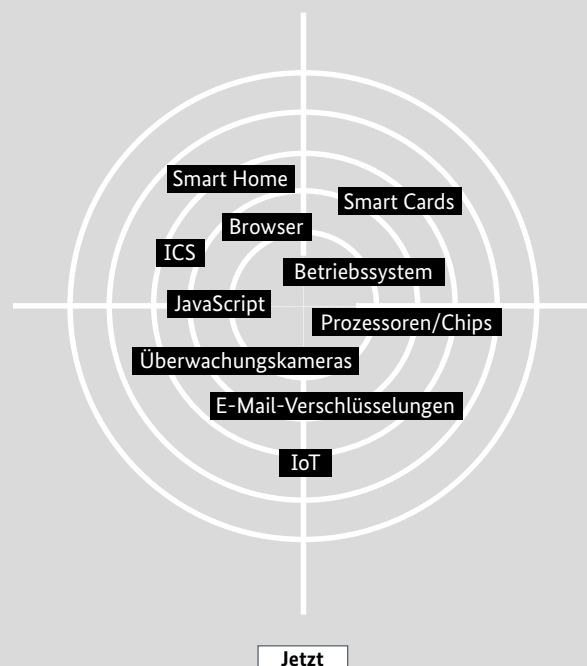 Smart Home
Smart Cards
Browser
ICS
Betriebssystem
JavaScript
Prozessoren/Chips
Überwachungskameras
E-Mail-Verschlüsselungen
IoT
Jetzt